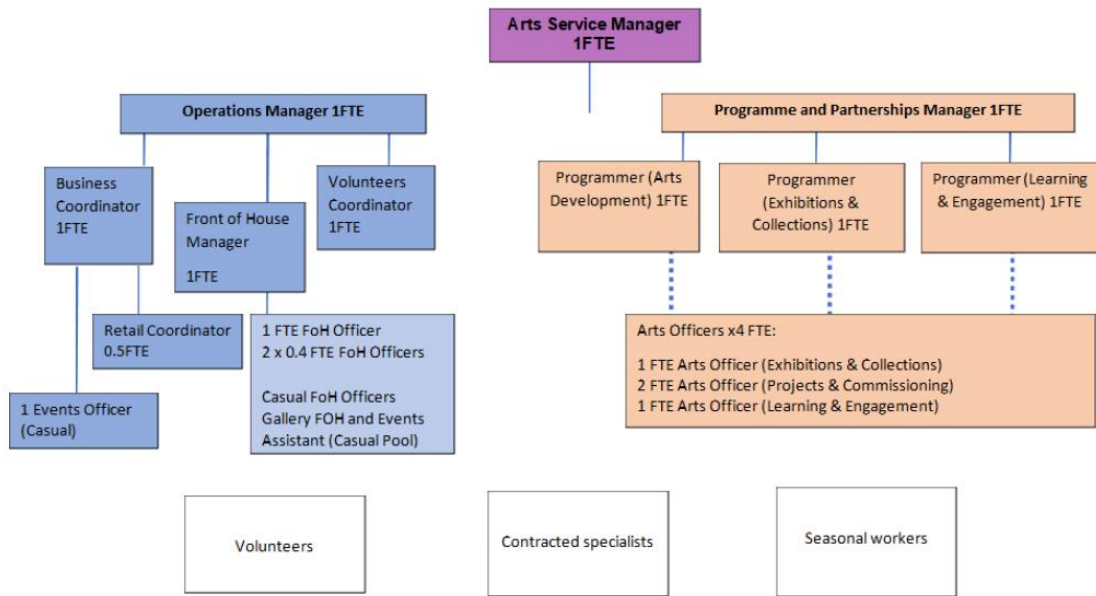 Arts Service Manager
1FTE
Operations Manager 1FTE
Programme and Partnerships Manager 1FTE
Business
Coordinator
1FTE
Front of House
Manager
1FTE
Volunteers
Coordinator
1FTE
Programmer (Arts
Development) 1FTE
Programmer
(Exhibitions &
Collections) 1FTE
Programmer (Learning
& Engagement) 1FTE
Retail Coordinator
0.5FTE
1 Events Officer
(Casual)
1 FTE FoH Officer
2 x 0.4 FTE FoH Officers
Casual FoH Officers
Gallery FOH and Events
Assistant (Casual Pool)
Arts Officers x4 FTE:
1 FTE Arts Officer (Exhibitions & Collections)
2 FTE Arts Officer (Projects & Commissioning)
1 FTE Arts Officer (Learning & Engagement)
Volunteers
Contracted specialists
Seasonal workers